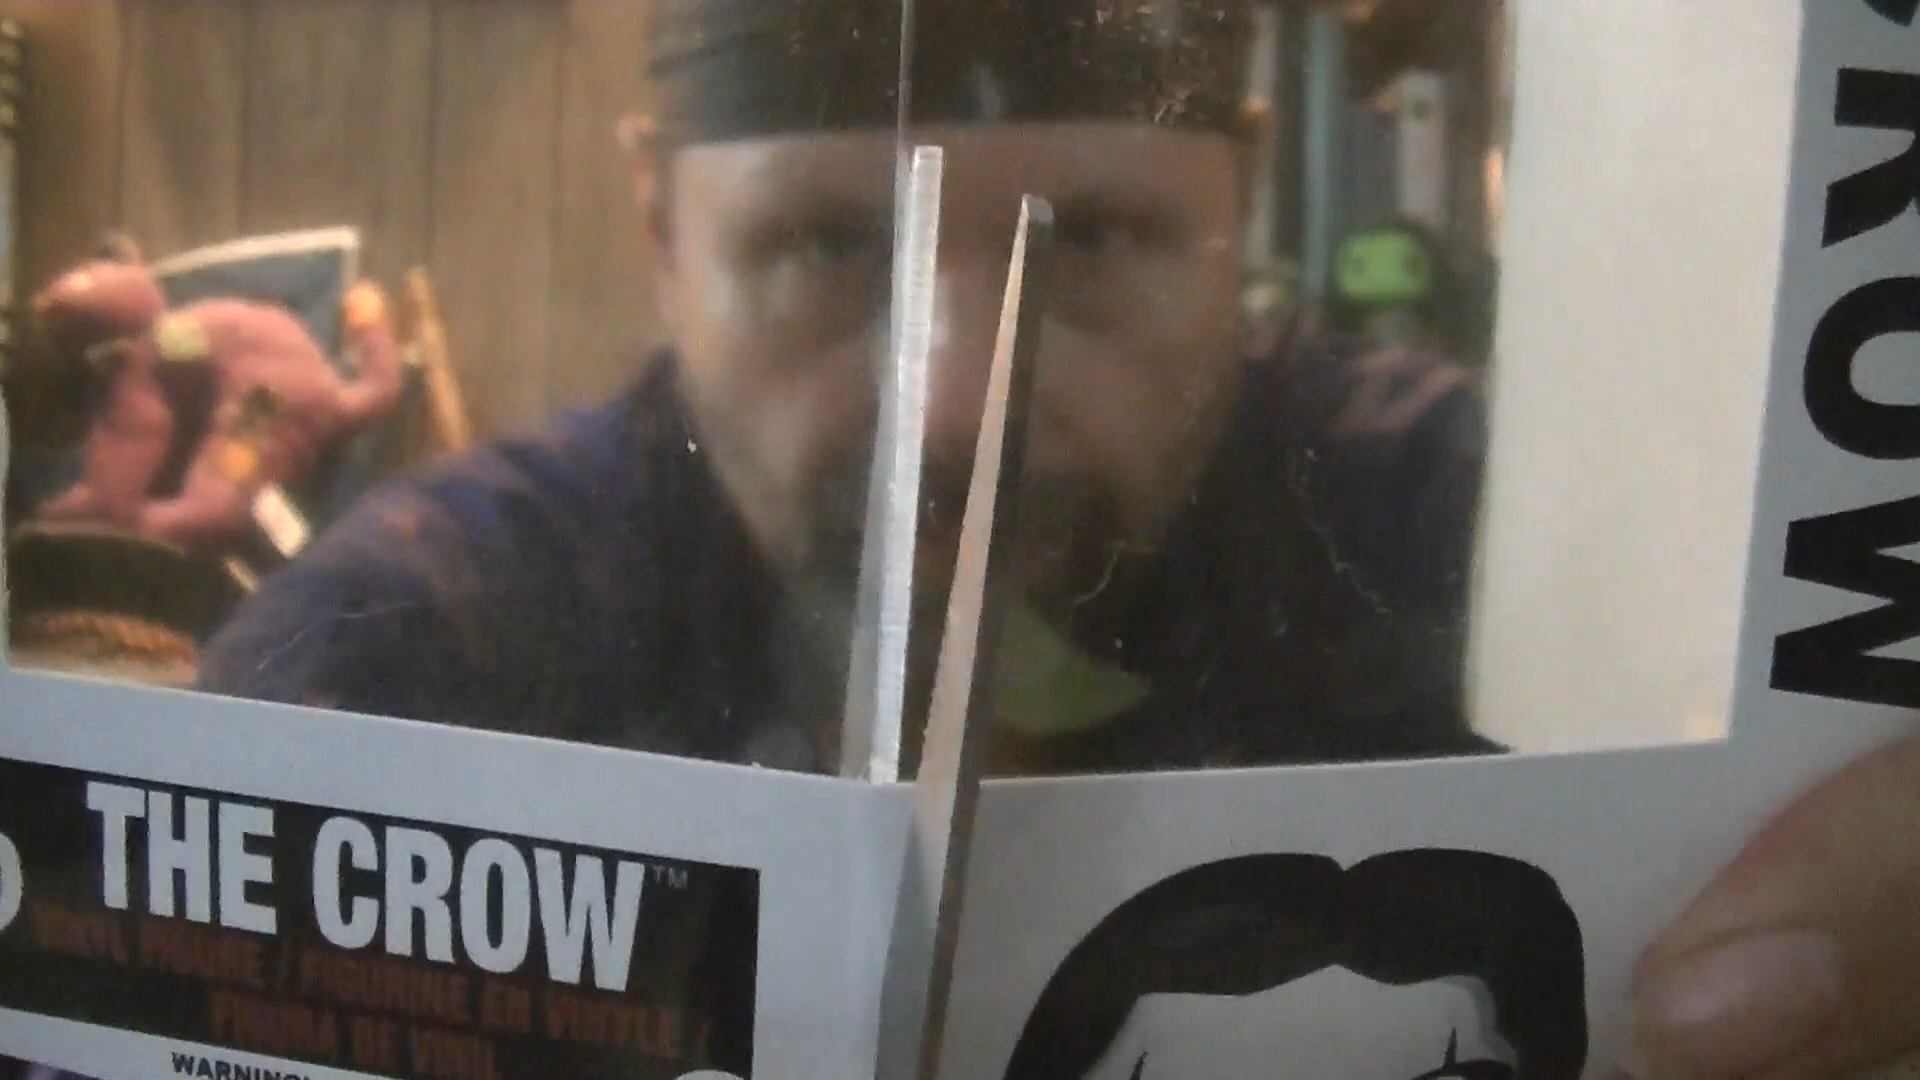 THE CROW™
VINYL FIGURE / FIGURINE EN VINYLE /
FIGURA DE VINIL
WARNING!
CROW